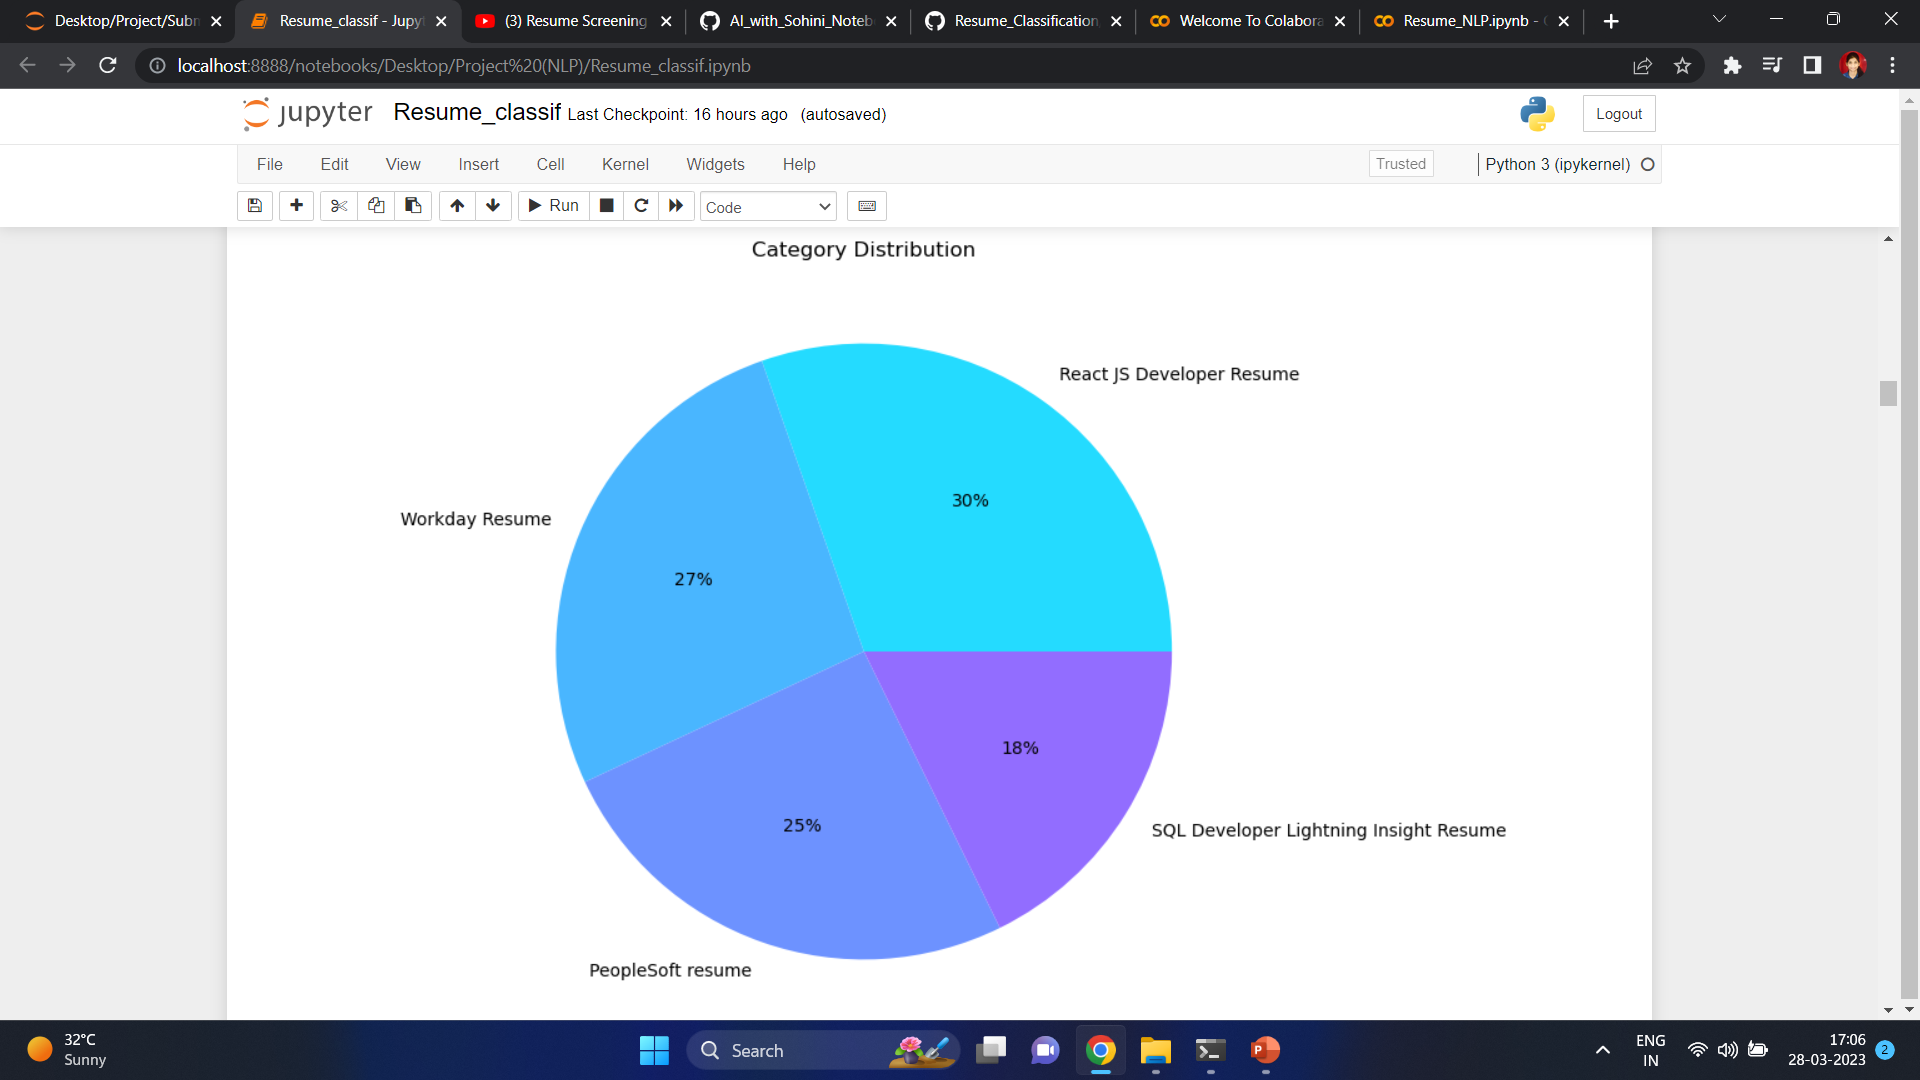 Desktop/Project/Subn
Resume_classif - Jupyt
(3) Resume Screening
AI_with_Sohini_Noteb
Resume_Classification
Welcome To Colabora
Resume_NLP.ipynb -
localhost:8888/notebooks/Desktop/Project%20(NLP)/Resume_classif.ipynb
jupyter Resume_classif Last Checkpoint: 16 hours ago (autosaved)
Logout
File Edit View Insert Cell Kernel Widgets Help
Trusted
Python 3 (ipykernel)
Run
Code
Category Distribution
React JS Developer Resume
30%
Workday Resume
27%
18%
25%
SQL Developer Lightning Insight Resume
PeopleSoft resume
32°C
Sunny
Search
ENG
IN
17:06
28-03-2023
2